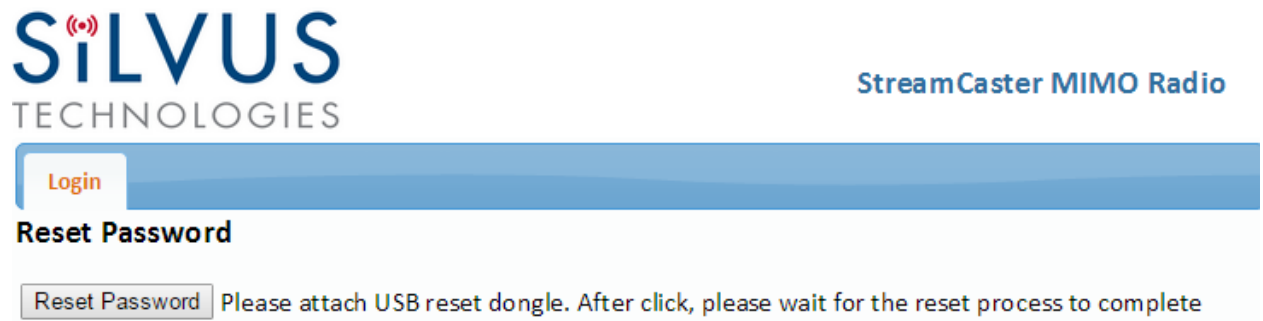 SiLVUS
TECHNOLOGIES
StreamCaster MIMO Radio
Login
Reset Password
Reset Password Please attach USB reset dongle. After click, please wait for the reset process to complete